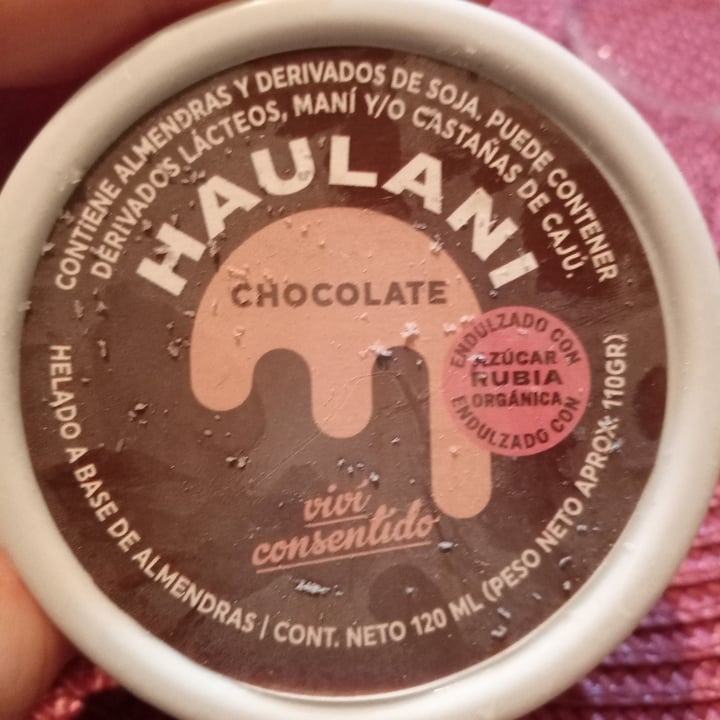 CONTIENE ALMENDRAS Y DERIVADOS DE SOJA. PUEDE CONTENER
DERIVADOS LÁCTEOS, MANÍ Y/O CASTAÑAS DE CAJÚ.
HAULANI
CHOCOLATE
ENDULZADO CON
AZÚCAR
RUBIA
ORGÁNICA
ENDULZADO CON
viví
consentido
HELADO A BASE DE ALMENDRAS | CONT. NETO 120 ML (PESO NETO APROX: 110GR)